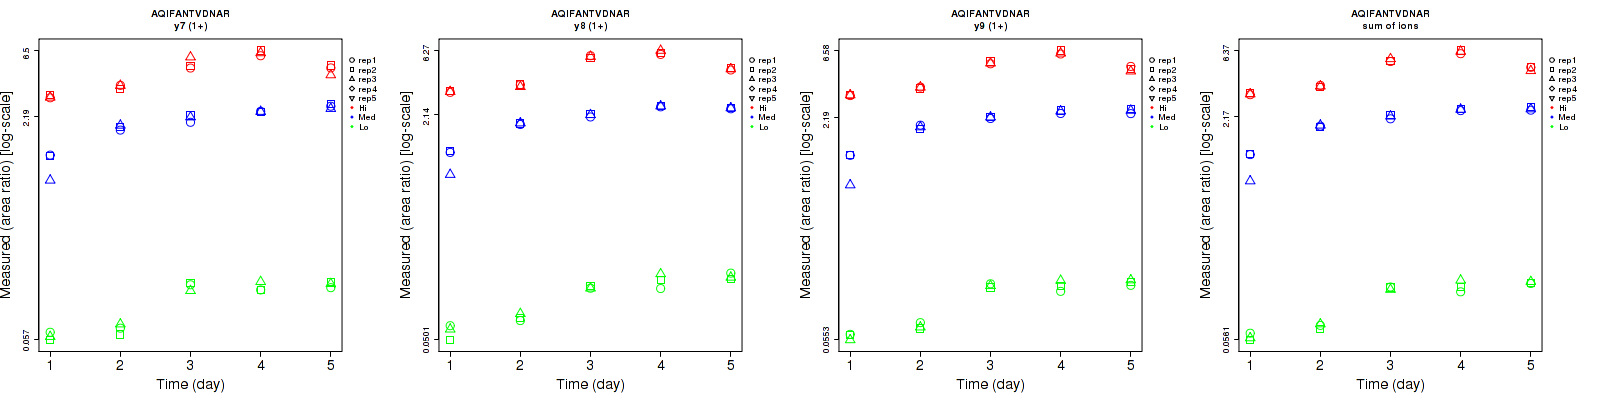 AQIFANTVDNAR
y7 (1+)
Measured (area ratio) [log-scale]
6.5
2.19
0.057
1 2 3 4 5
Time (day)
rep1
rep2
rep3
rep4
rep5
Hi
Med
Lo
AQIFANTVDNAR
y8 (1+)
Measured (area ratio) [log-scale]
6.27
2.14
0.0501
1 2 3 4 5
Time (day)
rep1
rep2
rep3
rep4
rep5
Hi
Med
Lo
AQIFANTVDNAR
y9 (1+)
Measured (area ratio) [log-scale]
6.58
2.19
0.0553
1 2 3 4 5
Time (day)
rep1
rep2
rep3
rep4
rep5
Hi
Med
Lo
AQIFANTVDNAR
sum of ions
Measured (area ratio) [log-scale]
6.37
2.17
0.0561
1 2 3 4 5
Time (day)
rep1
rep2
rep3
rep4
rep5
Hi
Med
Lo